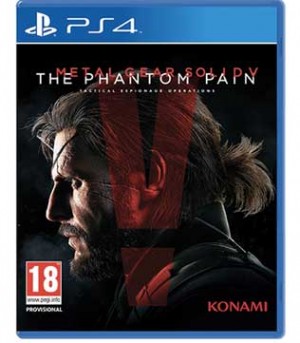 PS4
METAL GEAR SOLID V
THE PHANTOM PAIN
TACTICAL ESPIONAGE OPERATIONS
18
www.pegi.info
PROVISIONAL
KONAMI